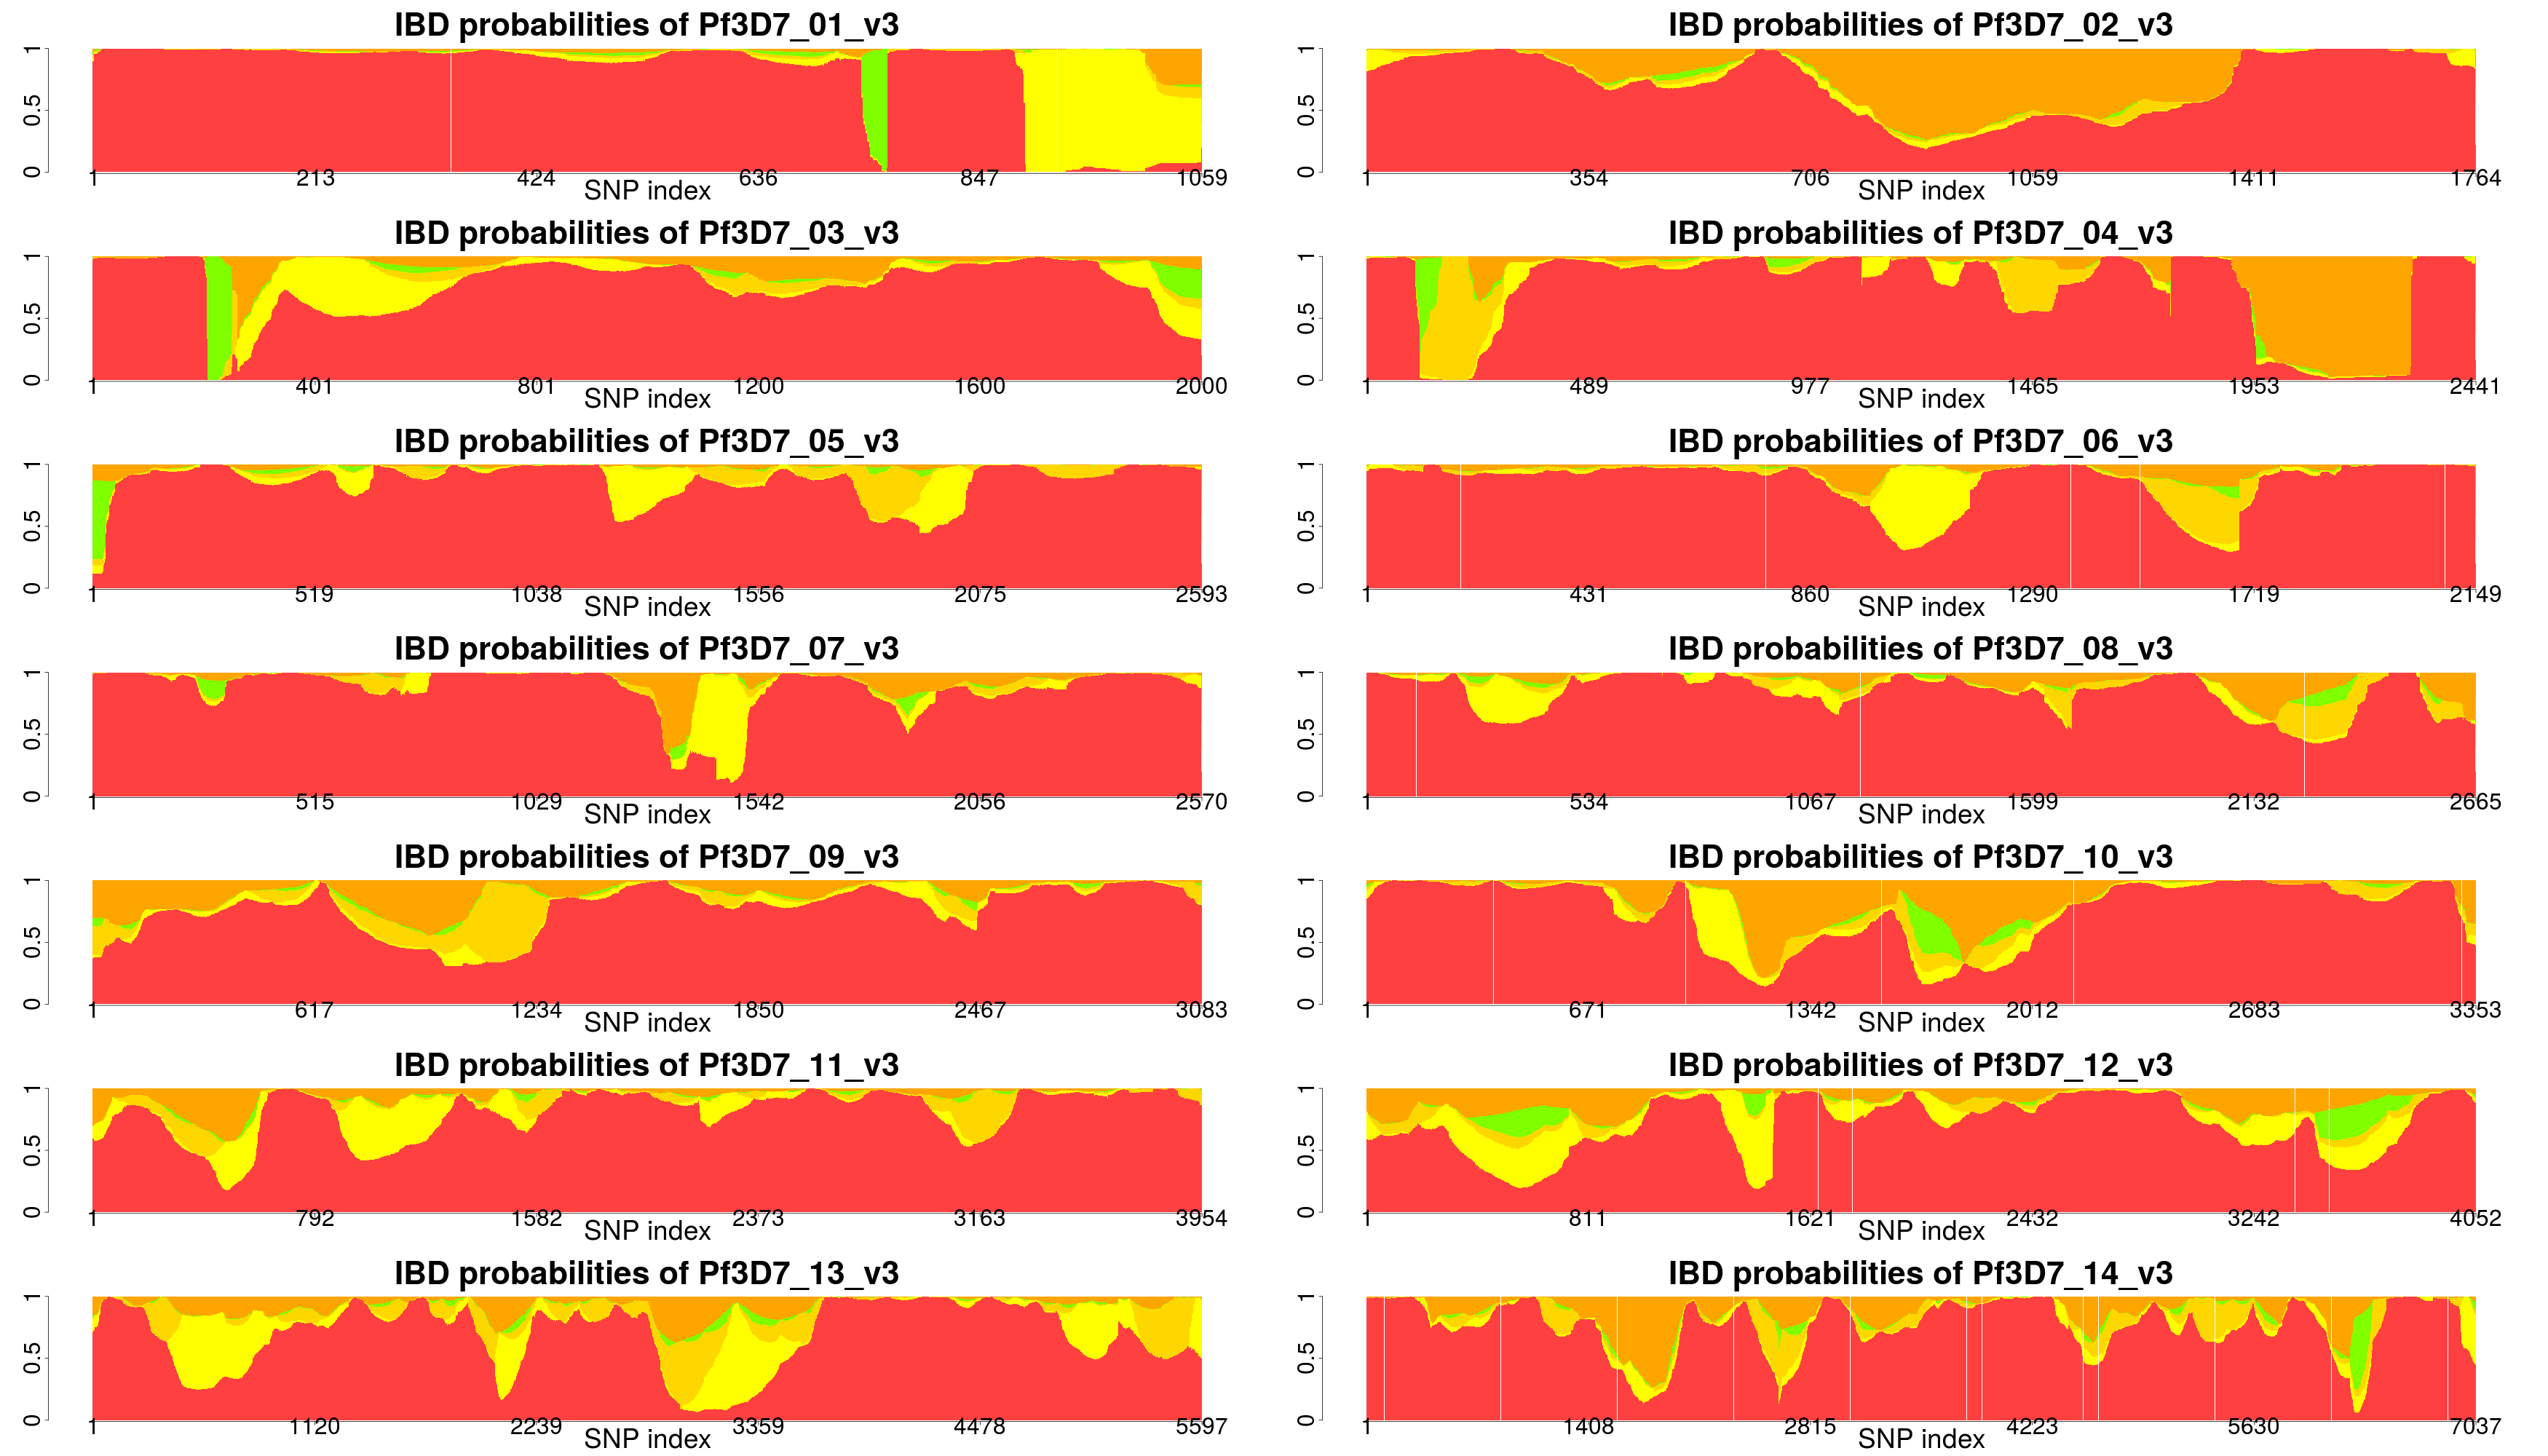 IBD probabilities of Pf3D7_01_v3
0 0.5 1
1 213 424 636 847 1059
SNP index
IBD probabilities of Pf3D7_02_v3
0 0.5 1
1 354 706 1059 1411 1764
SNP index
IBD probabilities of Pf3D7_03_v3
0 0.5 1
1 401 801 1200 1600 2000
SNP index
IBD probabilities of Pf3D7_04_v3
0 0.5 1
1 489 977 1465 1953 2441
SNP index
IBD probabilities of Pf3D7_05_v3
0 0.5 1
1 519 1038 1556 2075 2593
SNP index
IBD probabilities of Pf3D7_06_v3
0 0.5 1
1 431 860 1290 1719 2149
SNP index
IBD probabilities of Pf3D7_07_v3
0 0.5 1
1 515 1029 1542 2056 2570
SNP index
IBD probabilities of Pf3D7_08_v3
0 0.5 1
1 534 1067 1599 2132 2665
SNP index
IBD probabilities of Pf3D7_09_v3
0 0.5 1
1 617 1234 1850 2467 3083
SNP index
IBD probabilities of Pf3D7_10_v3
0 0.5 1
1 671 1342 2012 2683 3353
SNP index
IBD probabilities of Pf3D7_11_v3
0 0.5 1
1 792 1582 2373 3163 3954
SNP index
IBD probabilities of Pf3D7_12_v3
0 0.5 1
1 811 1621 2432 3242 4052
SNP index
IBD probabilities of Pf3D7_13_v3
0 0.5 1
1 1120 2239 3359 4478 5597
SNP index
IBD probabilities of Pf3D7_14_v3
0 0.5 1
1 1408 2815 4223 5630 7037
SNP index